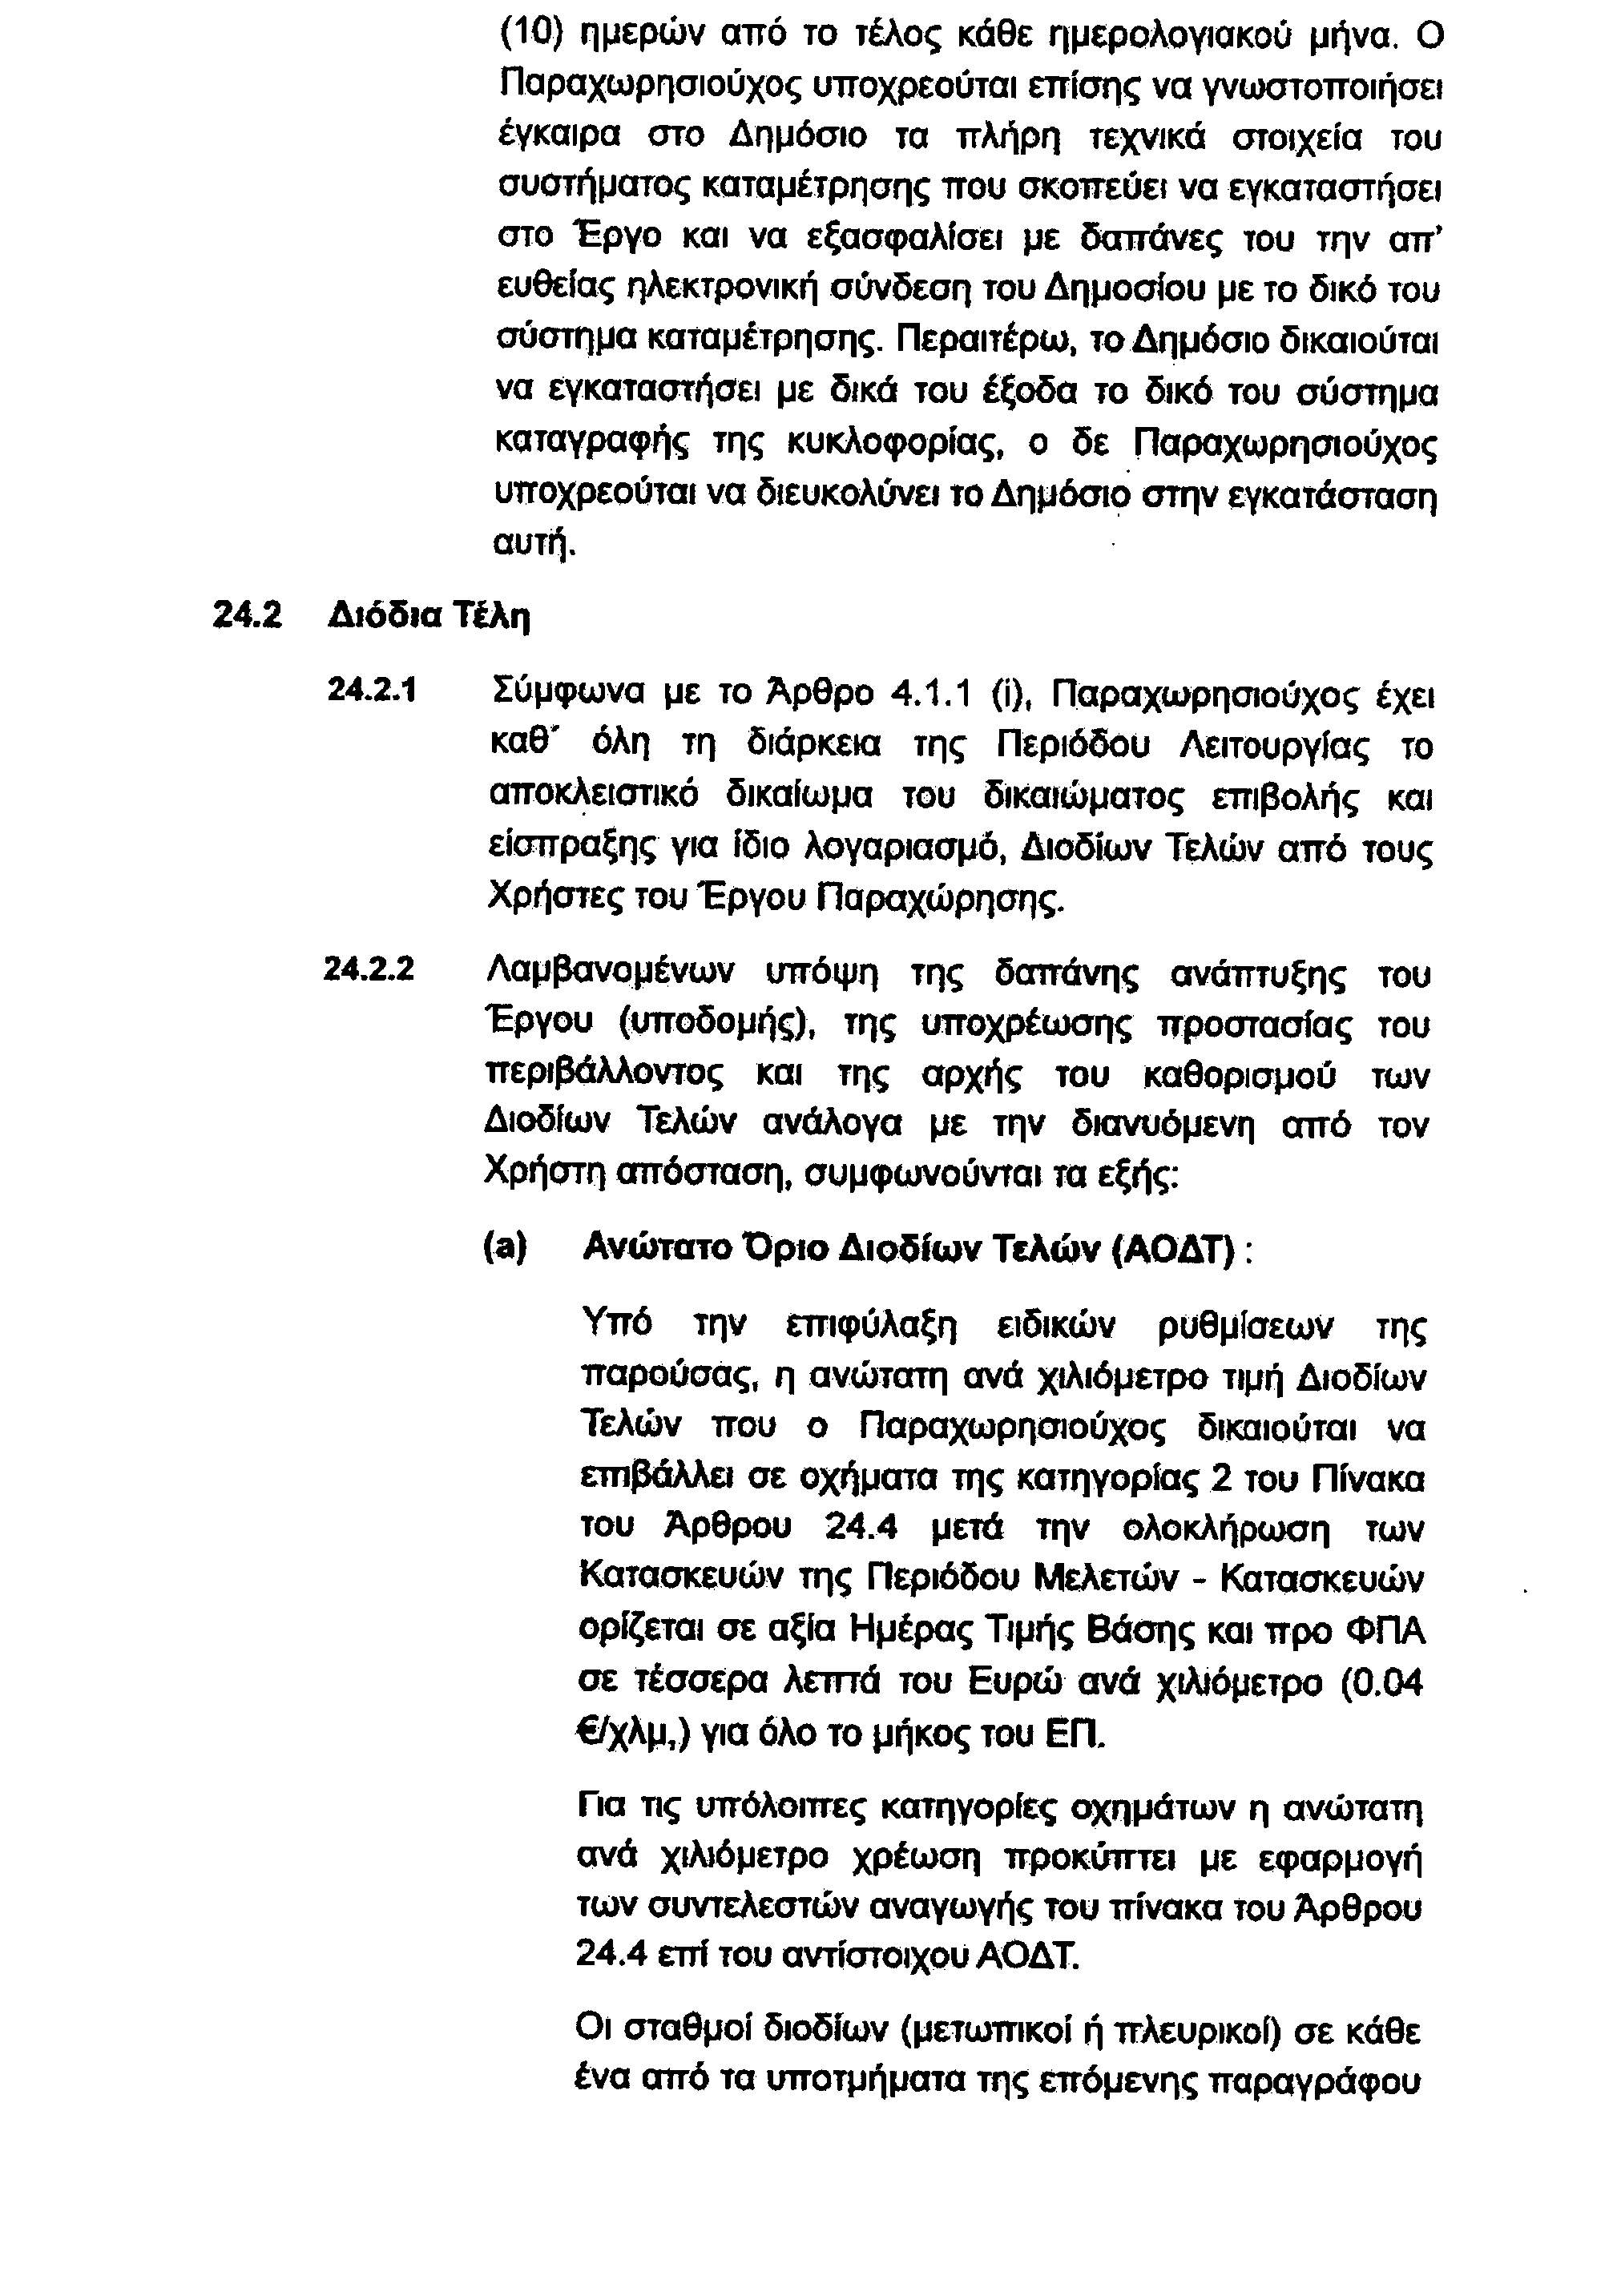 (10) ημερών από το τέλος κάθε ημερολογιακού μήνα. Ο
Παραχωρησιούχος υποχρεούται επίσης να γνωστοποιήσει
έγκαιρα στο Δημόσιο τα πλήρη τεχνικά στοιχεία του
συστήματος καταμέτρησης που σκοπεύει να εγκαταστήσει
στο Έργο και να εξασφαλίσει με δαπάνες του την απ'
ευθείας ηλεκτρονική σύνδεση του Δημοσίου με το δικό του
σύστημα καταμέτρησης. Περαιτέρω, το Δημόσιο δικαιούται
να εγκαταστήσει με δικά του έξοδα το δικό του σύστημα
καταγραφής της κυκλοφορίας, ο δε Παραχωρησιούχος
υποχρεούται να διευκολύνει το Δημόσιο στην εγκατάσταση
αυτή.
24.2 Διόδια Τέλη
24.2.1 Σύμφωνα με το Άρθρο 4.1.1 (i), Παραχωρησιούχος έχει
καθ' όλη τη διάρκεια της Περιόδου Λειτουργίας το
αποκλειστικό δικαίωμα του δικαιώματος επιβολής και
είσπραξης για ίδιο λογαριασμό, Διοδίων Τελών από τους
Χρήστες του Έργου Παραχώρησης.
24.2.2 Λαμβανομένων υπόψη της δαπάνης ανάπτυξης του
Έργου (υποδομής), της υποχρέωσης προστασίας του
περιβάλλοντος και της αρχής του καθορισμού των
Διοδίων Τελών ανάλογα με την διανυόμενη από τον
Χρήστη απόσταση, συμφωνούνται τα εξής:
(a) Ανώτατο Όριο Διοδίων Τελών (ΑΟΔΤ) :
Υπό την επιφύλαξη ειδικών ρυθμίσεων της
παρούσας, η ανώτατη ανά χιλιόμετρο τιμή Διοδίων
Τελών που ο Παραχωρησιούχος δικαιούται να
επιβάλλει σε οχήματα της κατηγορίας 2 του Πίνακα
του Άρθρου 24.4 μετά την ολοκλήρωση των
Κατασκευών της Περιόδου Μελετών - Κατασκευών
ορίζεται σε αξία Ημέρας Τιμής Βάσης και προ ΦΠΑ
σε τέσσερα λεπτά του Ευρώ ανά χιλιόμετρο (0.04
€/χλμ,) για όλο το μήκος του ΕΠ.
Για τις υπόλοιπες κατηγορίες οχημάτων η ανώτατη
ανά χιλιόμετρο χρέωση προκύπτει με εφαρμογή
των συντελεστών αναγωγής του πίνακα του Άρθρου
24.4 επί του αντίστοιχου ΑΟΔΤ.
Οι σταθμοί διοδίων (μετωπικοί ή πλευρικοί) σε κάθε
ένα από τα υποτμήματα της επόμενης παραγράφου